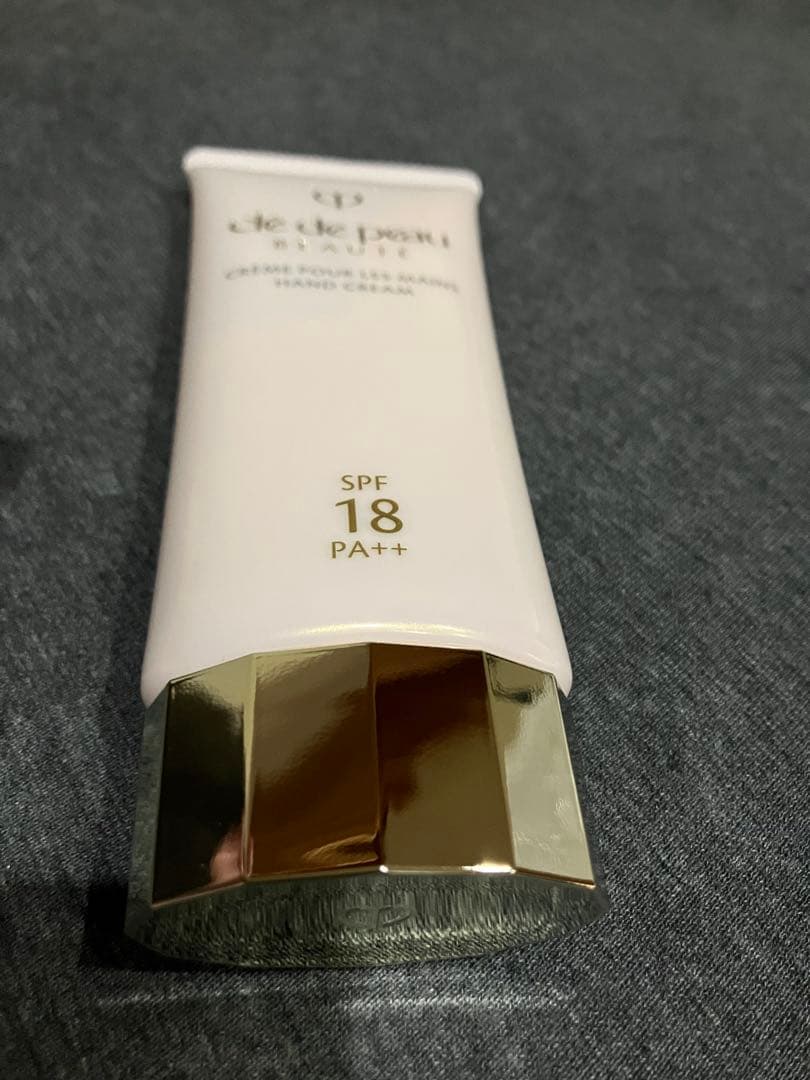 clé de peau
BEAUTÉ
CRÈME POUR LES MAINS
HAND CREAM
SPF
18
PA++